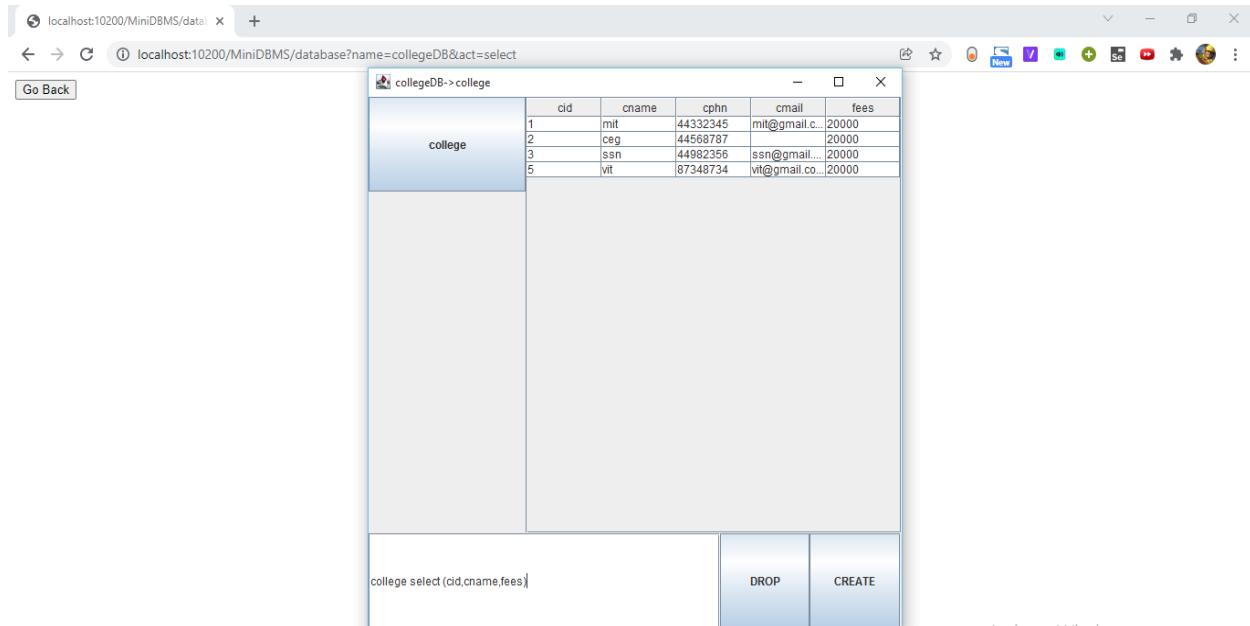 localhost:10200/MiniDBMS/datal
localhost:10200/MiniDBMS/database?name=collegeDB&act=select
New
Se
Go Back
collegeDB->college
college
cid cname cphn cmail fees
1 mit 44332345 mit@gmail.c... 20000
2 ceg 44568787 20000
3 ssn 44982356 ssn@gmail.... 20000
5 vit 87348734 vit@gmail.co... 20000
college select (cid,cname,fees)
DROP CREATE